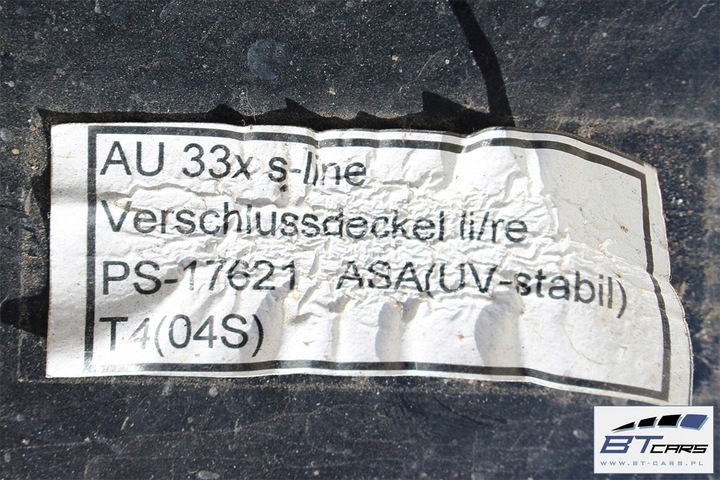 AU 33x s-line
Verschlussdeckel li/re
PS-17621 ASA(UV-stabil)
T4(04S)
BT CARS
WWW.BT-CARS.PL